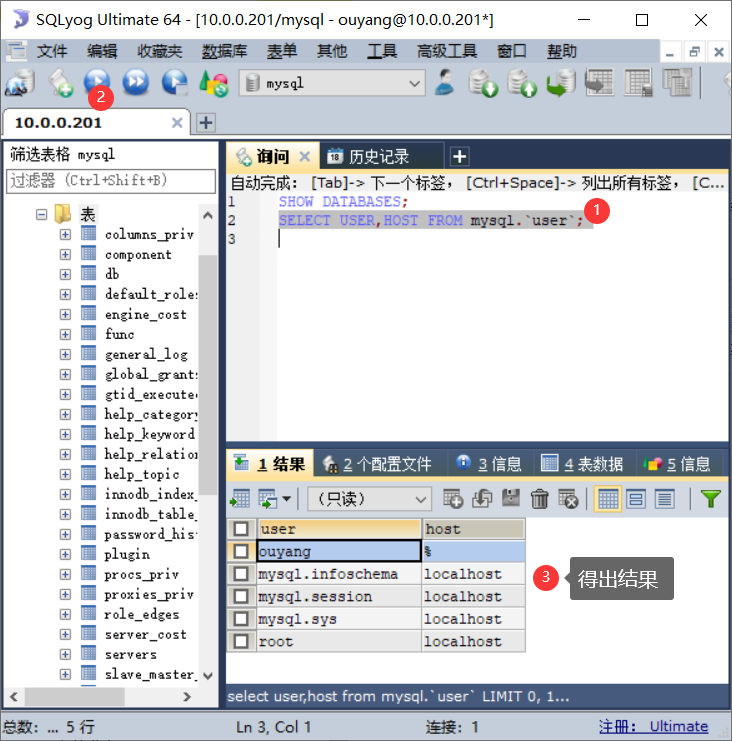 SQLyog Ultimate 64 - [10.0.0.201/mysql - ouyang@10.0.0.201*]
文件 编辑 收藏夹 数据库 表单 其他 工具 高级工具 窗口 帮助
mysql
2
10.0.0.201
筛选表格 mysql
过滤器 (Ctrl+Shift+B)
表
columns_priv
component
db
default_roles
engine_cost
func
general_log
global_grants
gtid_executed
help_category
help_keyword
help_relation
help_topic
innodb_index_
innodb_table_
password_his
plugin
procs_priv
proxies_priv
role_edges
server_cost
servers
slave_master_
询问 历史记录
自动完成: [Tab]-> 下一个标签, [Ctrl+Space]-> 列出所有标签, [C...
1 SHOW DATABASES;
2 SELECT USER,HOST FROM mysql.`user`;
1
3
1 结果 2 个配置文件 3 信息 4 表数据 5 信息
(只读)
user host
ouyang %
mysql.infoschema localhost
mysql.session localhost
mysql.sys localhost
root localhost
3 得出结果
select user,host from mysql.`user` LIMIT 0, 1...
总数: ... 5 行 Ln 3, Col 1 连接: 1 注册: Ultimate